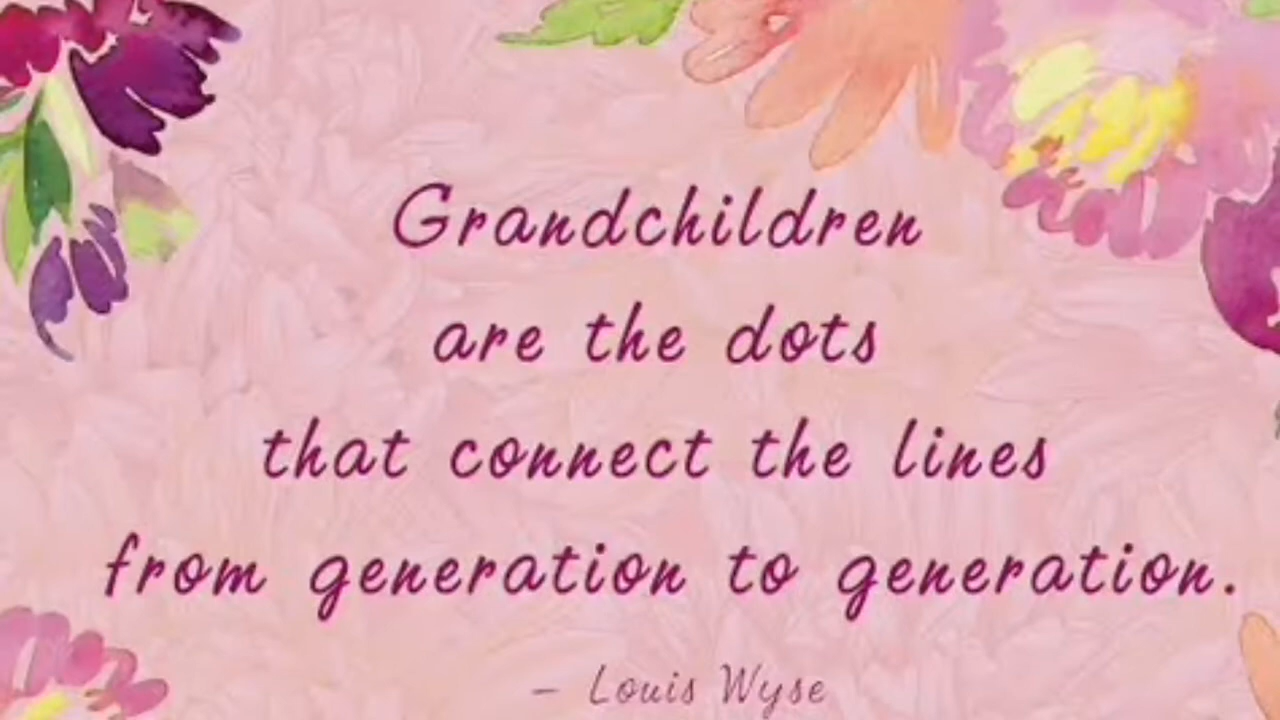 Grandchildren
are the dots
that connect the lines
from generation to generation.
– Louis Wyse